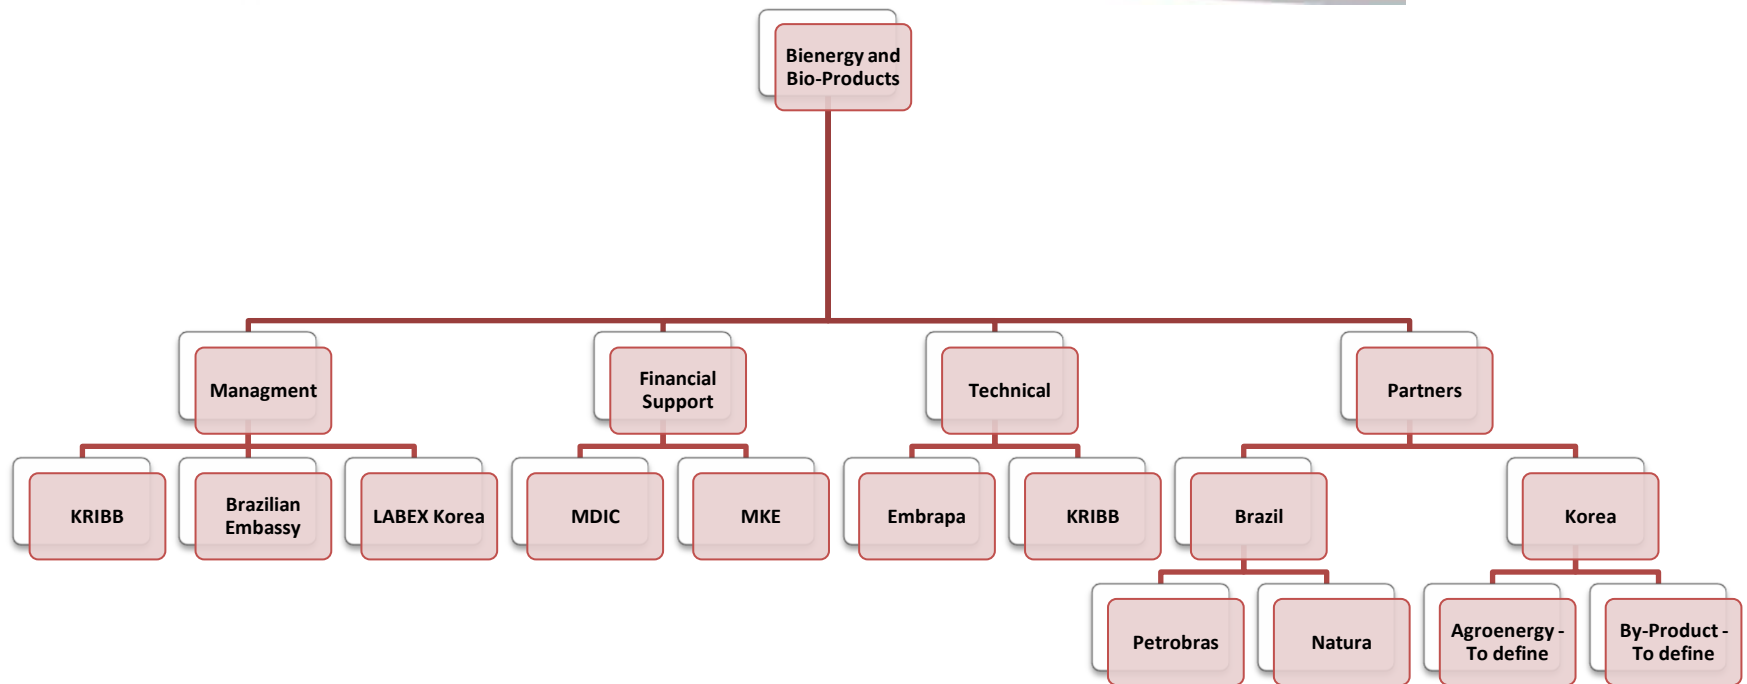 Bienergy and
Bio-Products
Managment
Financial
Support
Technical
Partners
KRIBB
Brazilian
Embassy
LABEX Korea
MDIC
MKE
Embrapa
KRIBB
Brazil
Korea
Petrobras
Natura
Agroenergy -
To define
By-Product -
To define